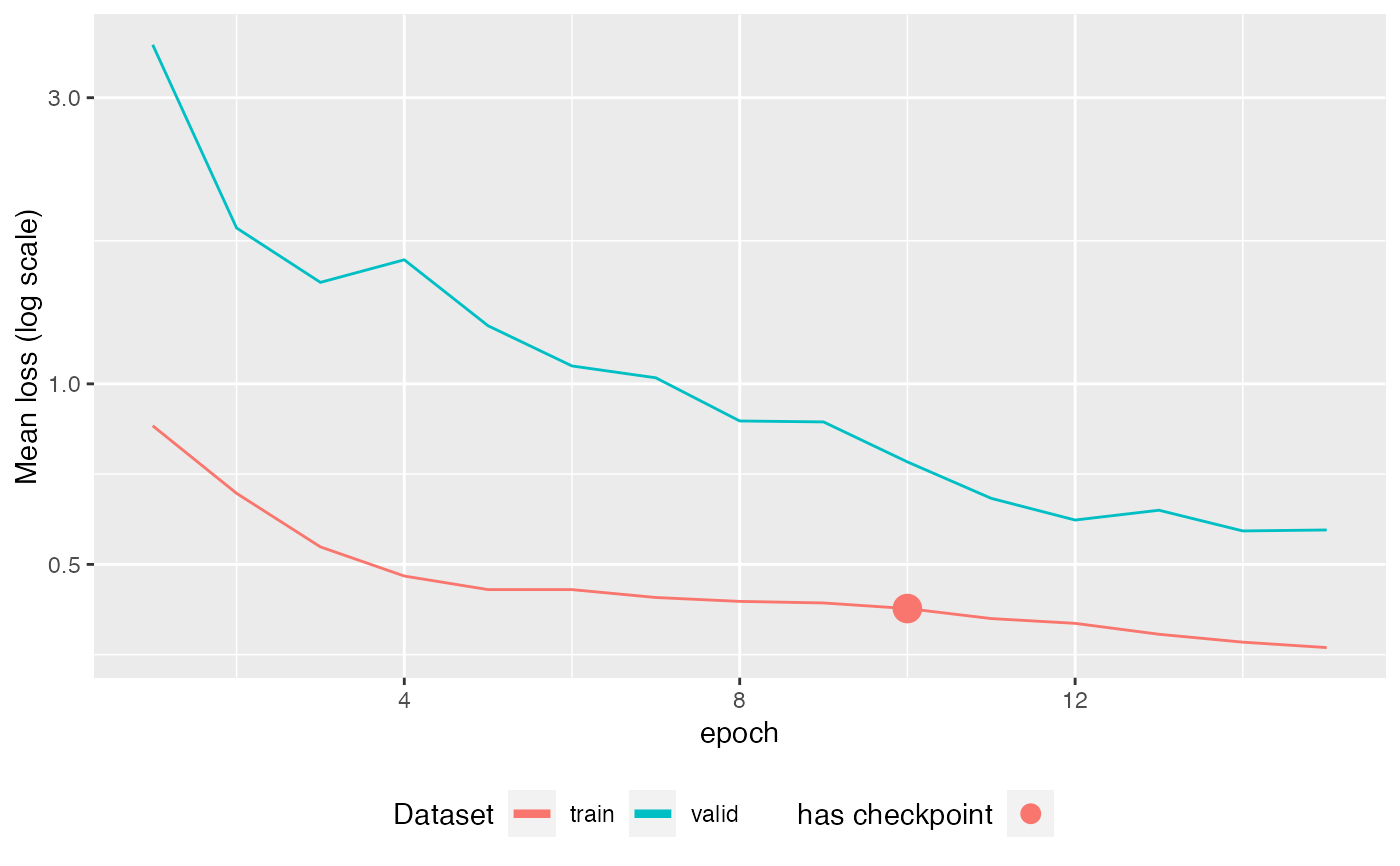 Mean loss (log scale)
3.0
1.0
0.5
4 8 12
epoch
Dataset train valid has checkpoint